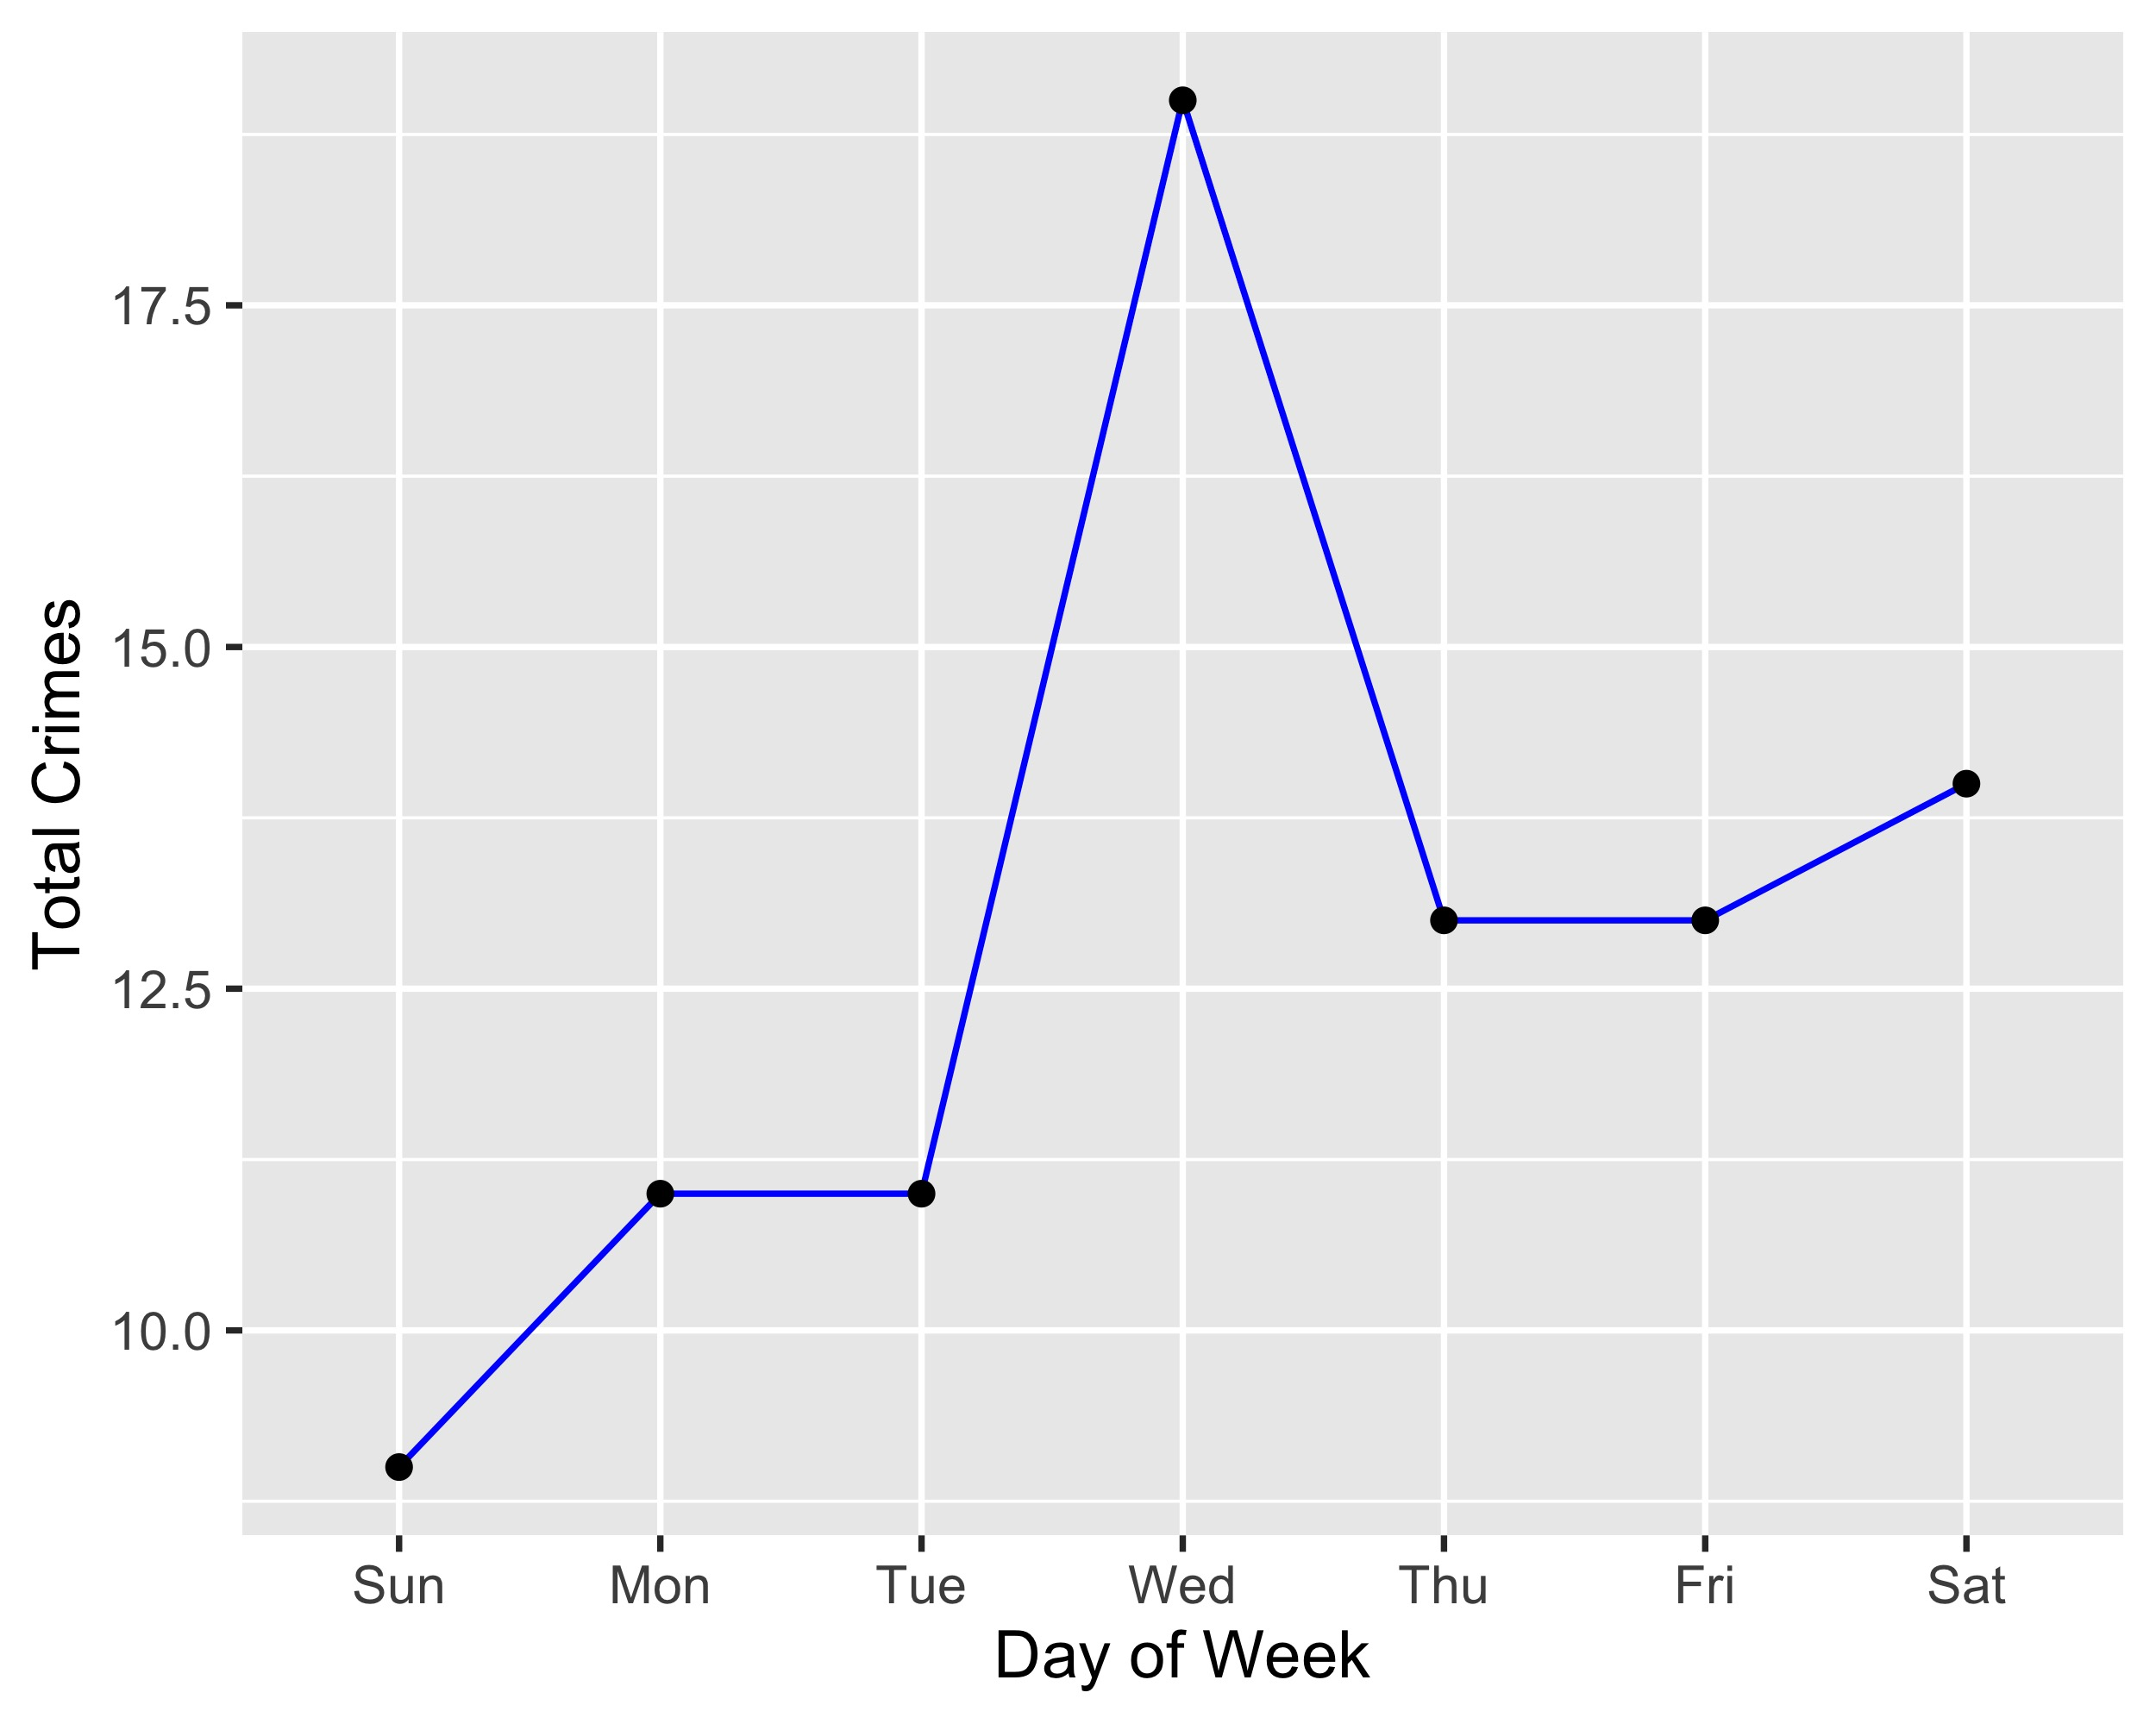 Total Crimes
17.5
15.0
12.5
10.0
Sun Mon Tue Wed Thu Fri Sat
Day of Week